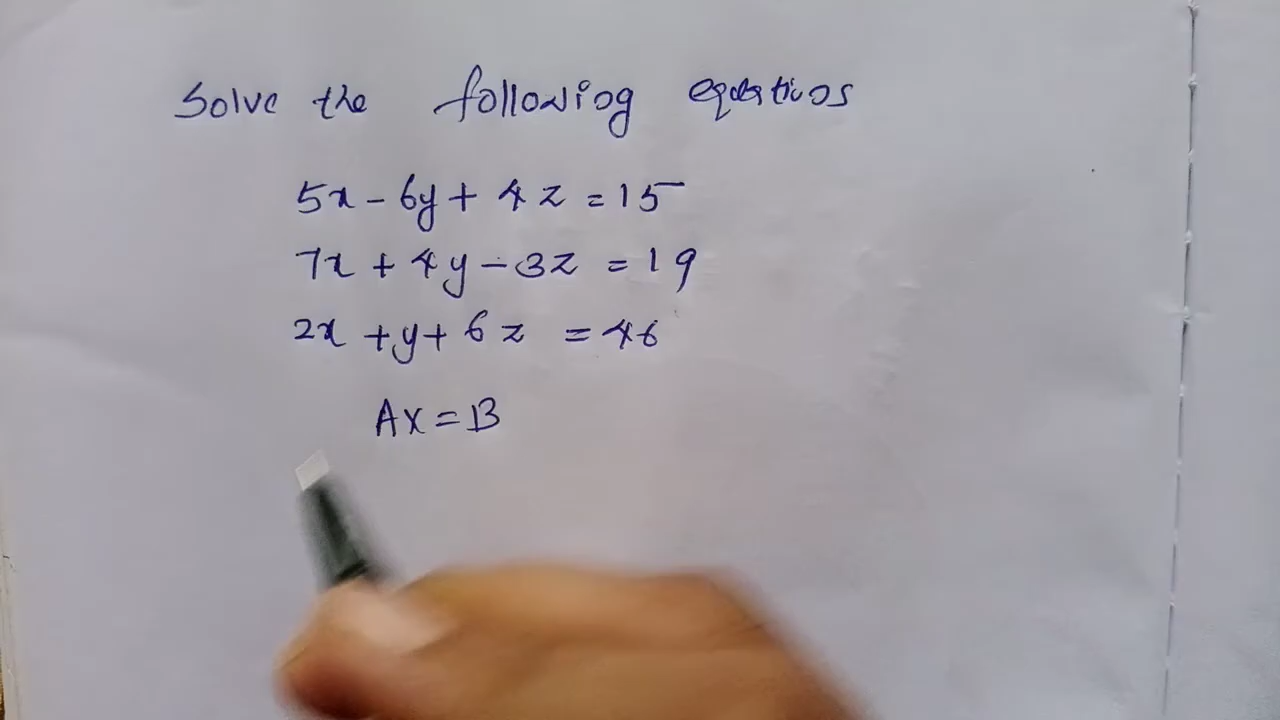 Solve the following equations
5x - 6y + 4z = 15
7x + 4y - 3z = 19
2x + y + 6z = 46
AX = B